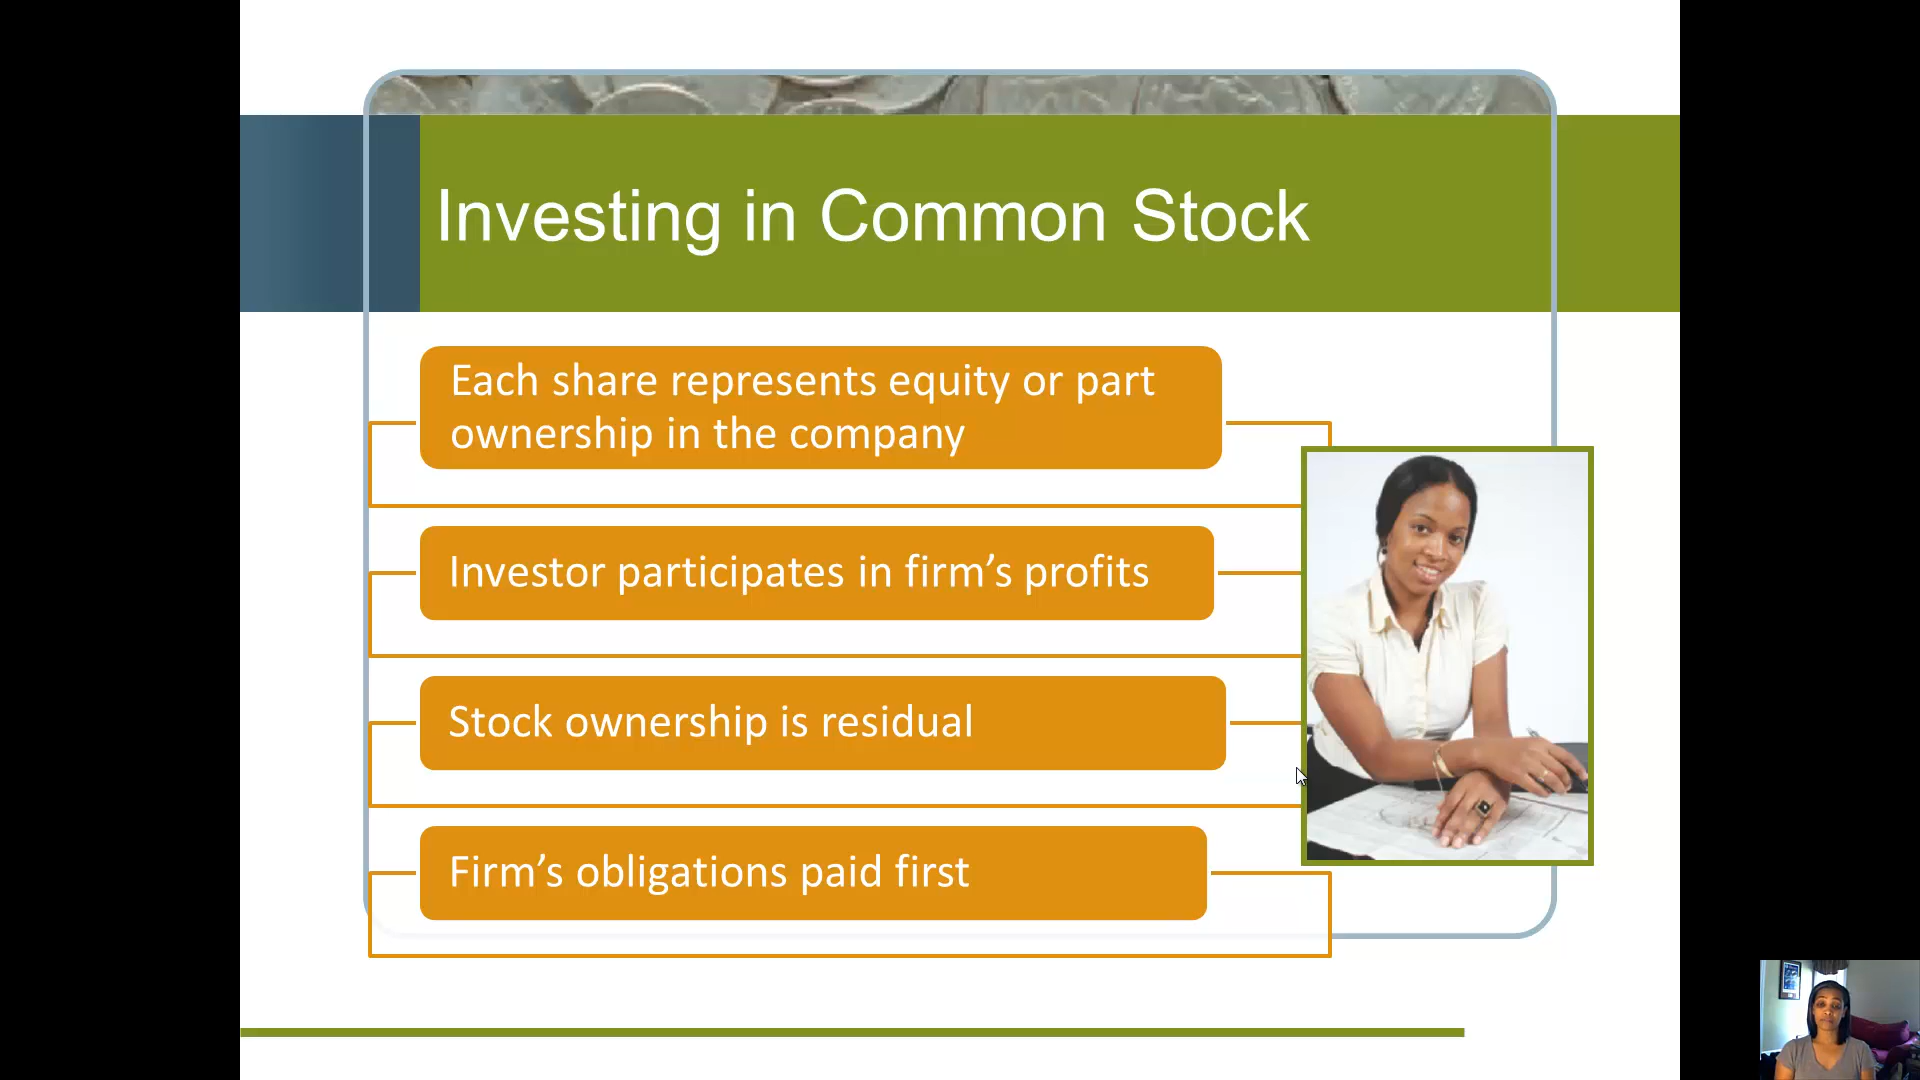 Investing in Common Stock
Each share represents equity or part
ownership in the company
Investor participates in firm’s profits
Stock ownership is residual
Firm’s obligations paid first